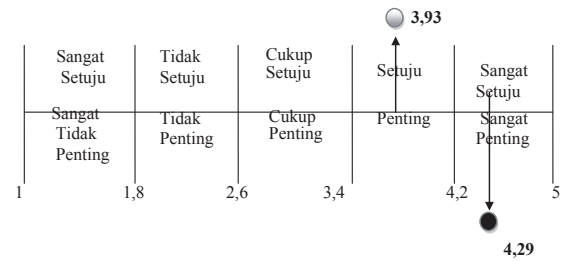 3,93
Sangat
Setuju
Tidak
Setuju
Cukup
Setuju
Setuju
Sangat
Setuju
Sangat
Tidak
Penting
Tidak
Penting
Cukup
Penting
Penting
Sangat
Penting
1
1,8
2,6
3,4
4,2
5
4,29